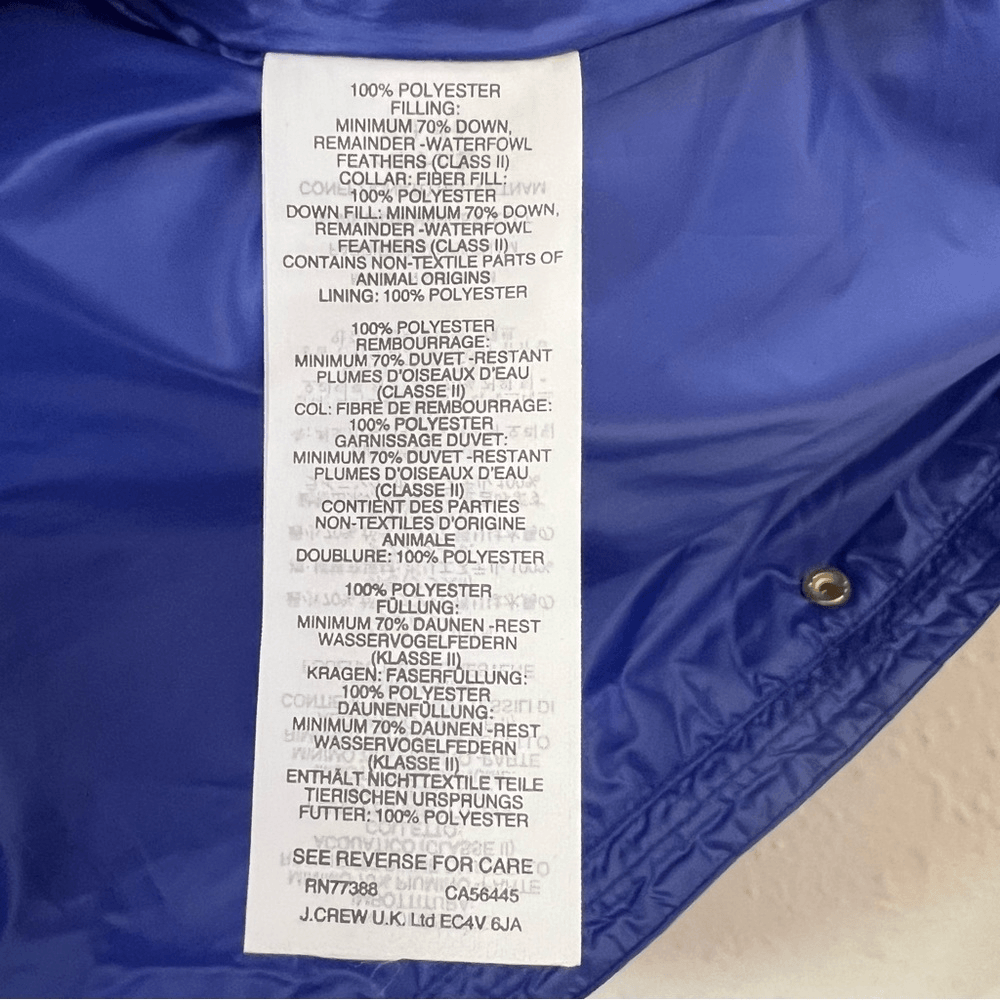 100% POLYESTER
FILLING:
MINIMUM 70% DOWN,
REMAINDER -WATERFOWL
FEATHERS (CLASS II)
COLLAR: FIBER FILL:
100% POLYESTER
DOWN FILL: MINIMUM 70% DOWN,
REMAINDER -WATERFOWL
FEATHERS (CLASS II)
CONTAINS NON-TEXTILE PARTS OF
ANIMAL ORIGINS
LINING: 100% POLYESTER
100% POLYESTER
REMBOURRAGE:
MINIMUM 70% DUVET -RESTANT
PLUMES D'OISEAUX D'EAU
(CLASSE II)
COL: FIBRE DE REMBOURRAGE:
100% POLYESTER
GARNISSAGE DUVET:
MINIMUM 70% DUVET -RESTANT
PLUMES D'OISEAUX D'EAU
(CLASSE II)
CONTIENT DES PARTIES
NON-TEXTILES D'ORIGINE
ANIMALE
DOUBLURE: 100% POLYESTER
100% POLYESTER
FÜLLUNG:
MINIMUM 70% DAUNEN -REST
WASSERVOGELFEDERN
(KLASSE II)
KRAGEN: FASERFÜLLUNG:
100% POLYESTER
DAUNENFÜLLUNG:
MINIMUM 70% DAUNEN -REST
WASSERVOGELFEDERN
(KLASSE II)
ENTHÄLT NICHTTEXTILE TEILE
TIERISCHEN URSPRUNGS
FUTTER: 100% POLYESTER
SEE REVERSE FOR CARE
RN77388 CA56445
J.CREW U.K. Ltd EC4V 6JA